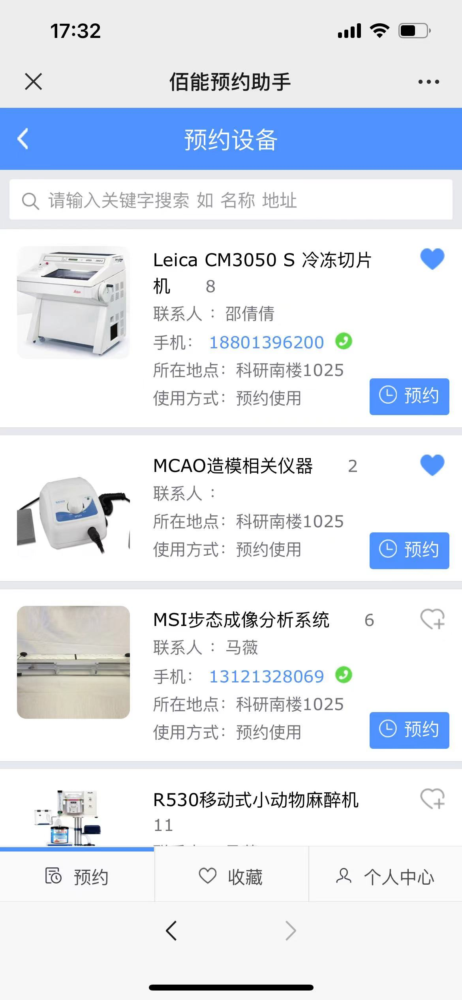 17:32
佰能预约助手
预约设备
请输入关键字搜索 如 名称 地址
Leica CM3050 S 冷冻切片
机 8
联系人 ：邵倩倩
手机： 18801396200
所在地点：科研南楼1025
使用方式：预约使用
预约
MCAO造模相关仪器 2
联系人 ：
所在地点：科研南楼1025
使用方式：预约使用
预约
MSI步态成像分析系统 6
联系人 ：马薇
手机： 13121328069
所在地点：科研南楼1025
使用方式：预约使用
预约
R530移动式小动物麻醉机
11
预约
收藏
个人中心